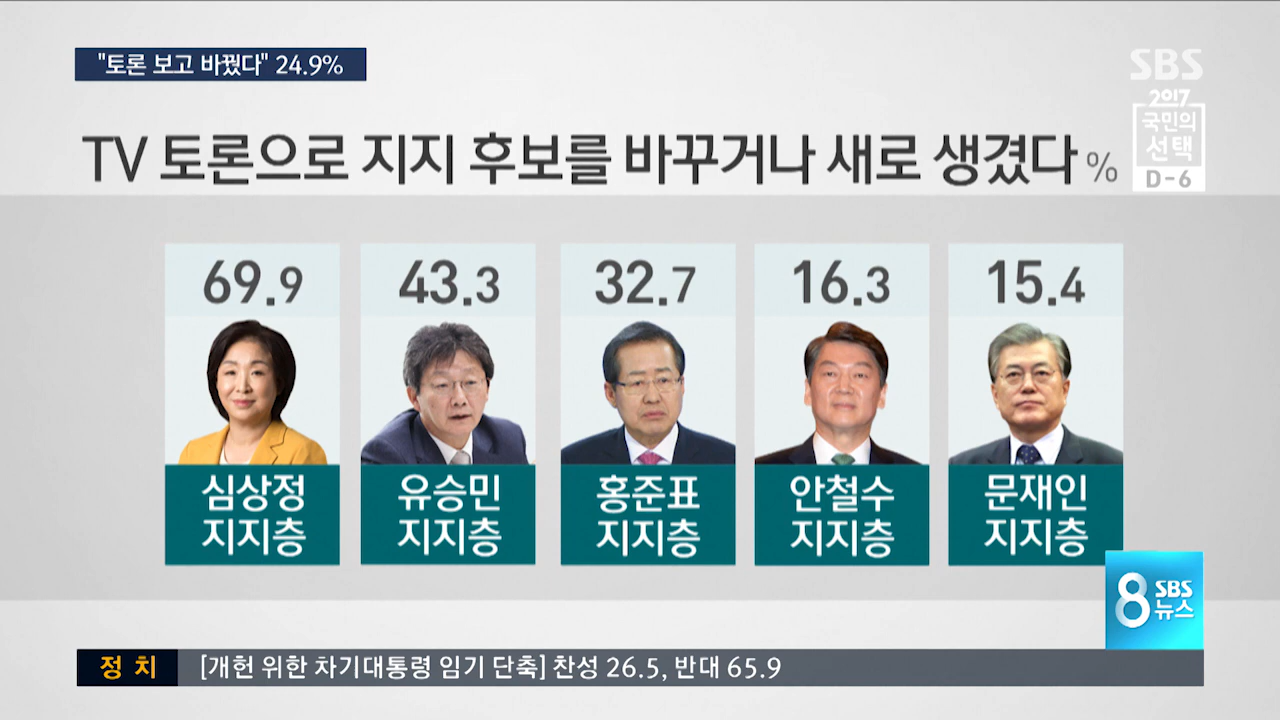 "토론 보고 바꿨다" 24.9%
SBS
2017
국민의
선택
D-6
TV 토론으로 지지 후보를 바꾸거나 새로 생겼다 %
69.9
43.3
32.7
16.3
15.4
심상정
지지층
유승민
지지층
홍준표
지지층
안철수
지지층
문재인
지지층
8 SBS
뉴스
정 치
[개헌 위한 차기대통령 임기 단축] 찬성 26.5, 반대 65.9